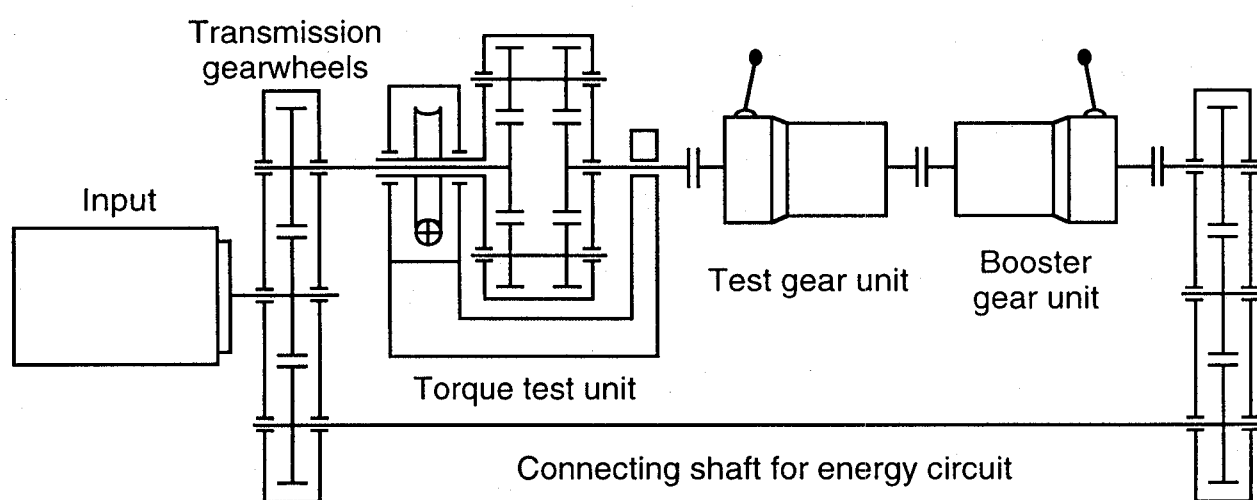 Transmission
gearwheels
Input
Test gear unit
Booster
gear unit
Torque test unit
Connecting shaft for energy circuit